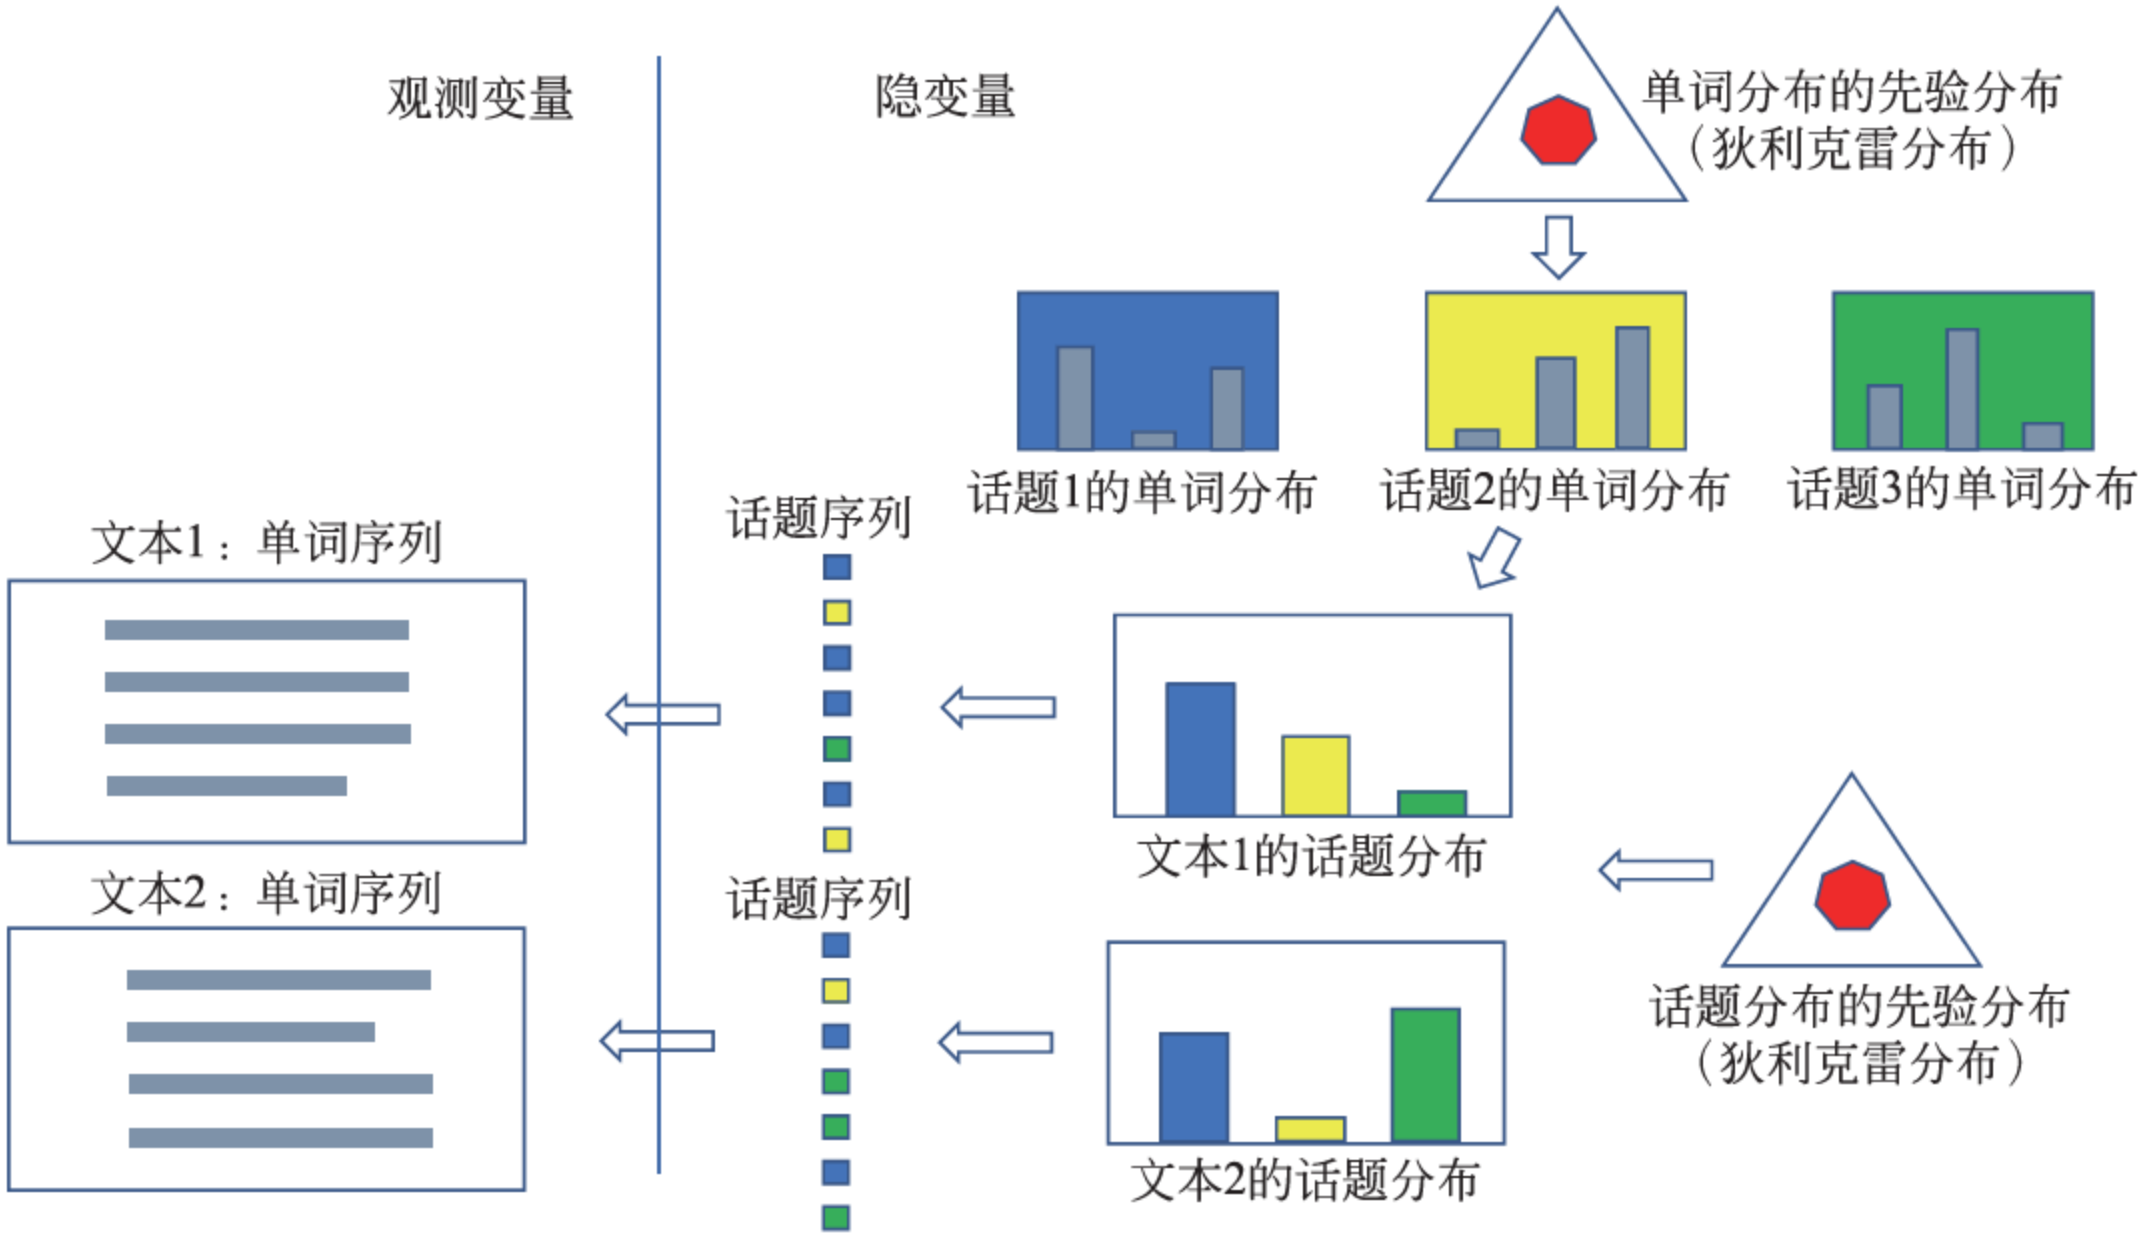 观测变量
隐变量
单词分布的先验分布
（狄利克雷分布）
话题1的单词分布
话题2的单词分布
话题3的单词分布
话题序列
文本1：单词序列
文本1的话题分布
话题序列
文本2：单词序列
话题分布的先验分布
（狄利克雷分布）
文本2的话题分布